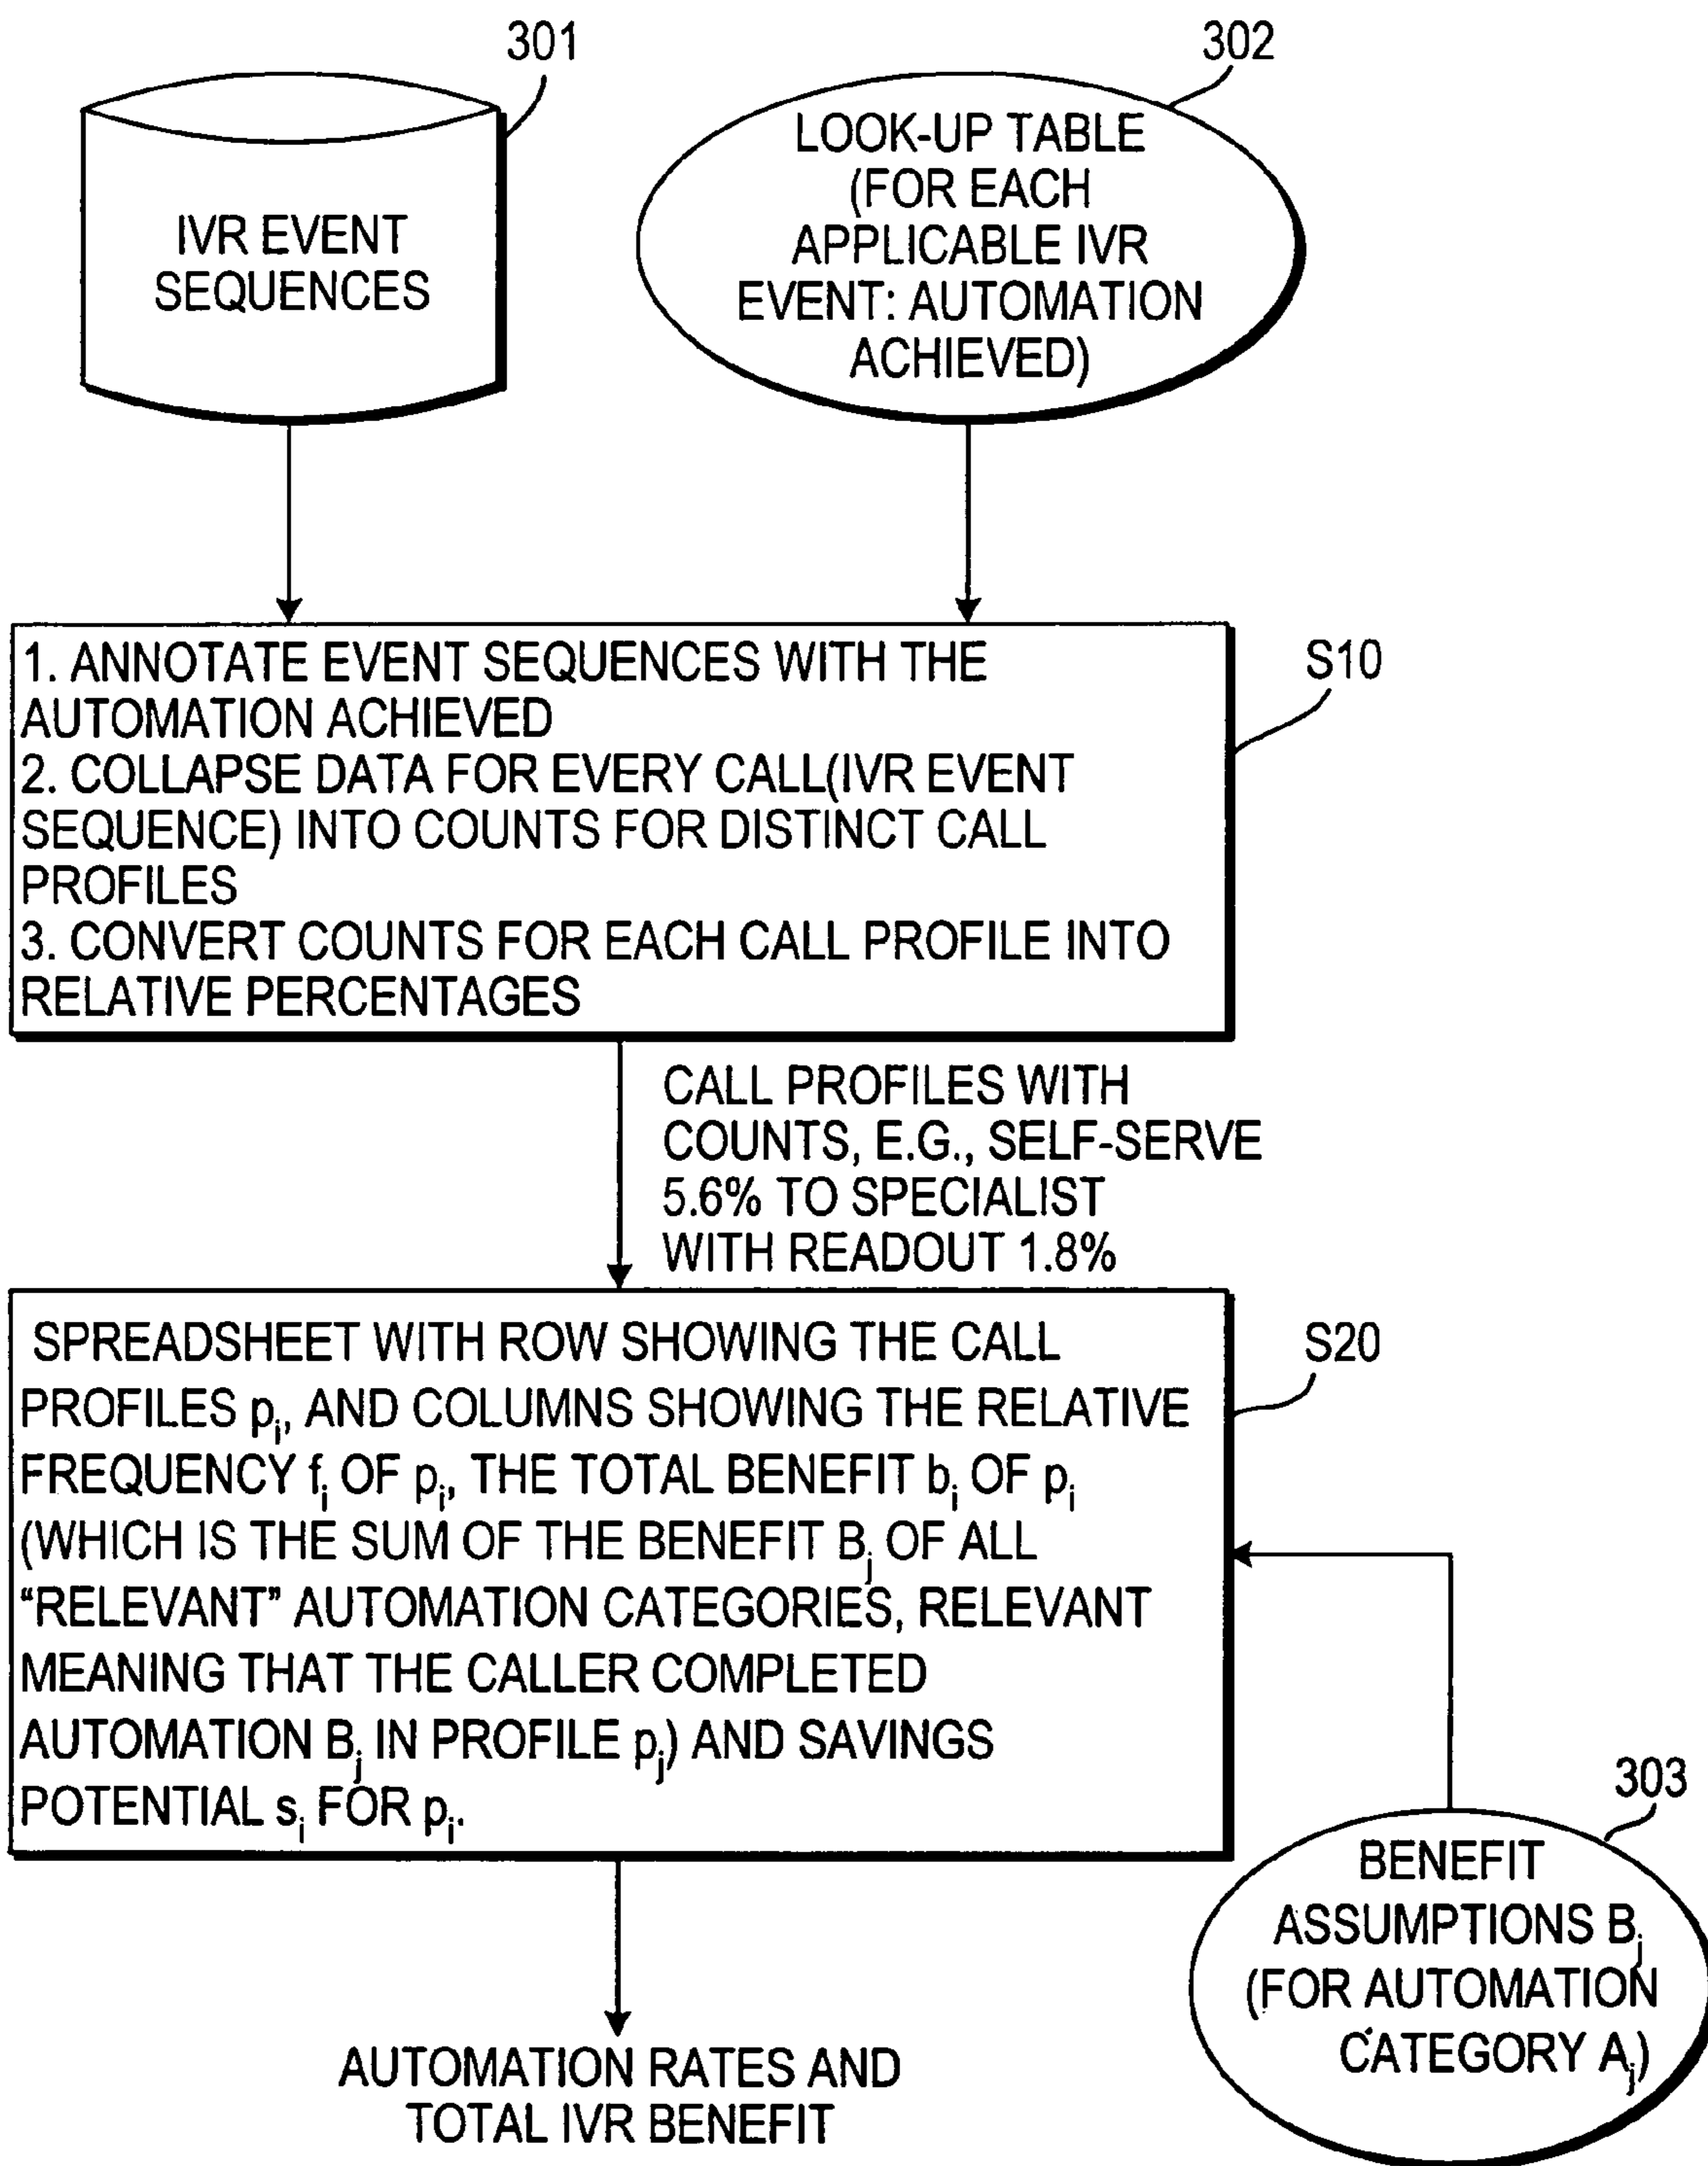 301
302
IVR EVENT
SEQUENCES
LOOK-UP TABLE
(FOR EACH
APPLICABLE IVR
EVENT: AUTOMATION
ACHIEVED)
1. ANNOTATE EVENT SEQUENCES WITH THE
AUTOMATION ACHIEVED
2. COLLAPSE DATA FOR EVERY CALL(IVR EVENT
SEQUENCE) INTO COUNTS FOR DISTINCT CALL
PROFILES
3. CONVERT COUNTS FOR EACH CALL PROFILE INTO
RELATIVE PERCENTAGES
S10
CALL PROFILES WITH
COUNTS, E.G., SELF-SERVE
5.6% TO SPECIALIST
WITH READOUT 1.8%
SPREADSHEET WITH ROW SHOWING THE CALL
PROFILES pᵢ, AND COLUMNS SHOWING THE RELATIVE
FREQUENCY fᵢ OF pᵢ, THE TOTAL BENEFIT bᵢ OF pᵢ
(WHICH IS THE SUM OF THE BENEFIT Bⱼ OF ALL
“RELEVANT” AUTOMATION CATEGORIES, RELEVANT
MEANING THAT THE CALLER COMPLETED
AUTOMATION Bⱼ IN PROFILE pⱼ) AND SAVINGS
POTENTIAL sᵢ FOR pᵢ.
S20
303
BENEFIT
ASSUMPTIONS Bⱼ
(FOR AUTOMATION
CATEGORY Aⱼ)
AUTOMATION RATES AND
TOTAL IVR BENEFIT